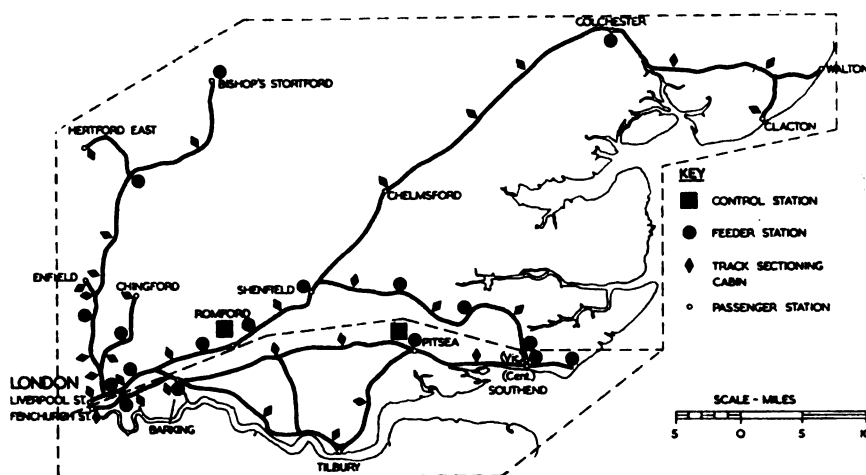 COLCHESTER
WALTON
BISHOP'S STORTFORD
CLACTON
HERTFORD EAST
KEY
CHELMSFORD
CONTROL STATION
FEEDER STATION
ENFIELD
CHINGFORD
SHENFIELD
TRACK SECTIONING
CABIN
ROMFORD
PASSENGER STATION
PITSEA
(Vic.)
(Cent.)
SOUTHEND
LONDON
LIVERPOOL ST.
FENCHURCH ST.
BARKING
TILBURY
SCALE - MILES
5 0 5